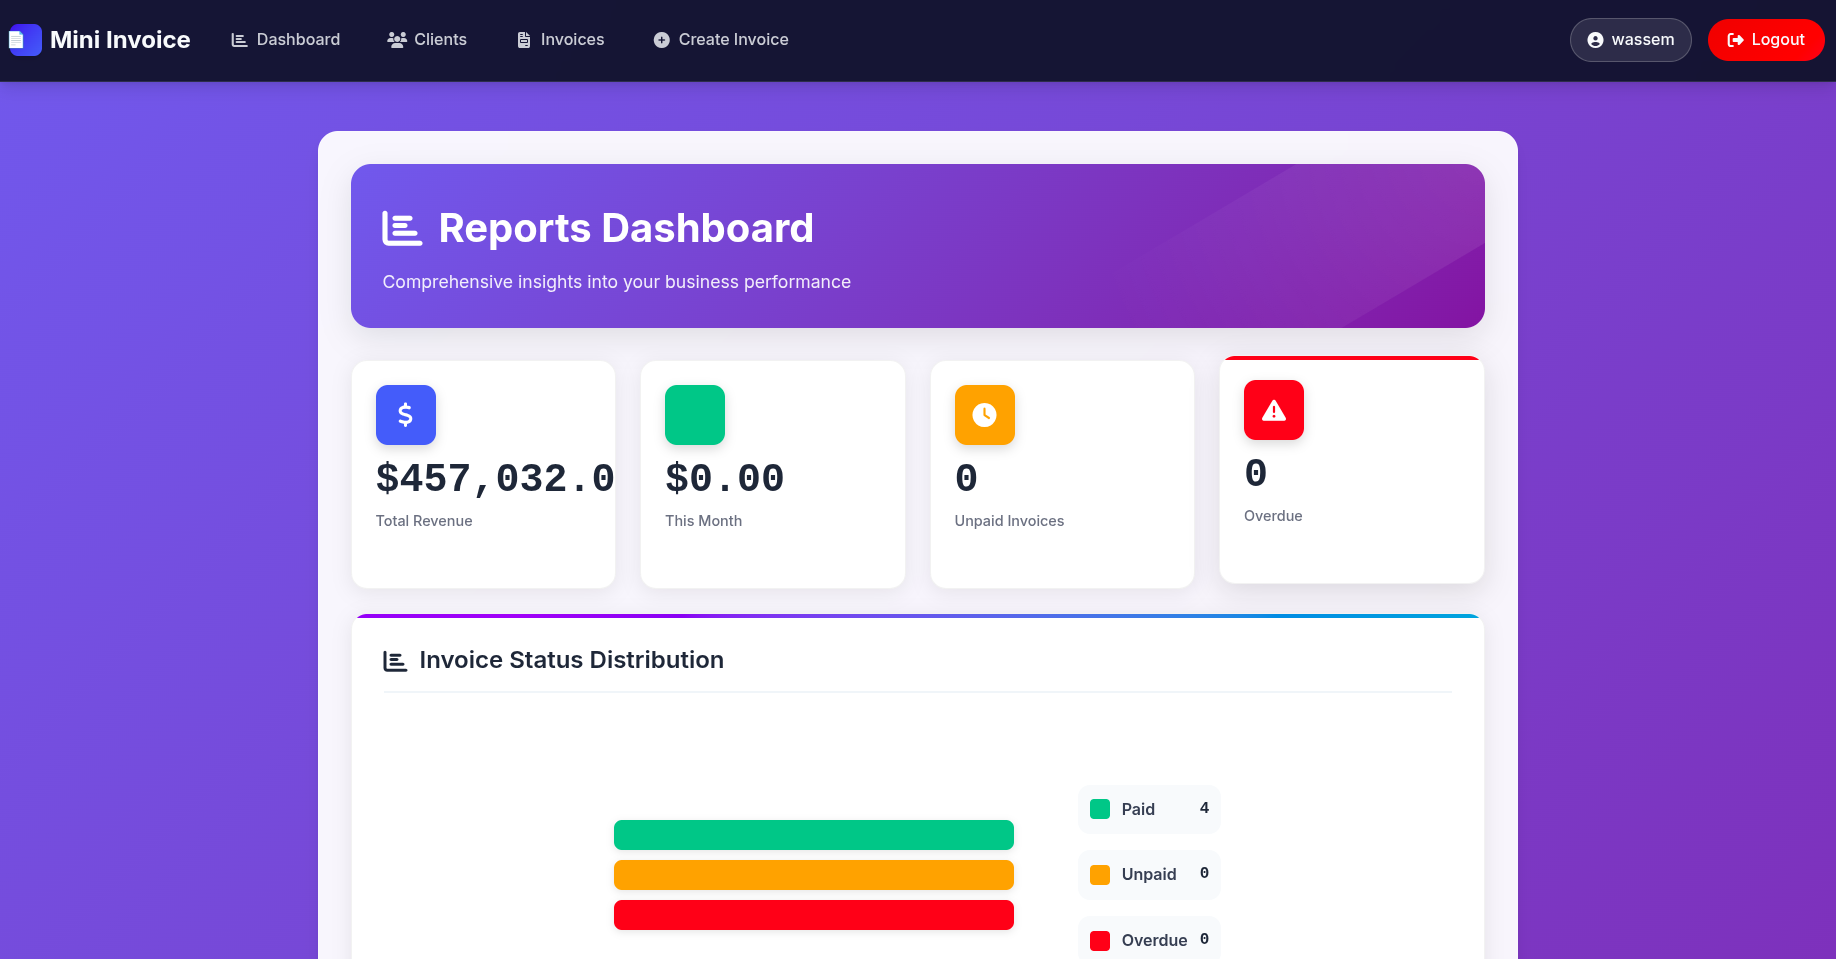 Mini Invoice
Dashboard
Clients
Invoices
Create Invoice
wassem
Logout
Reports Dashboard
Comprehensive insights into your business performance
$457,032.0
Total Revenue
$0.00
This Month
0
Unpaid Invoices
0
Overdue
Invoice Status Distribution
Paid 4
Unpaid 0
Overdue 0